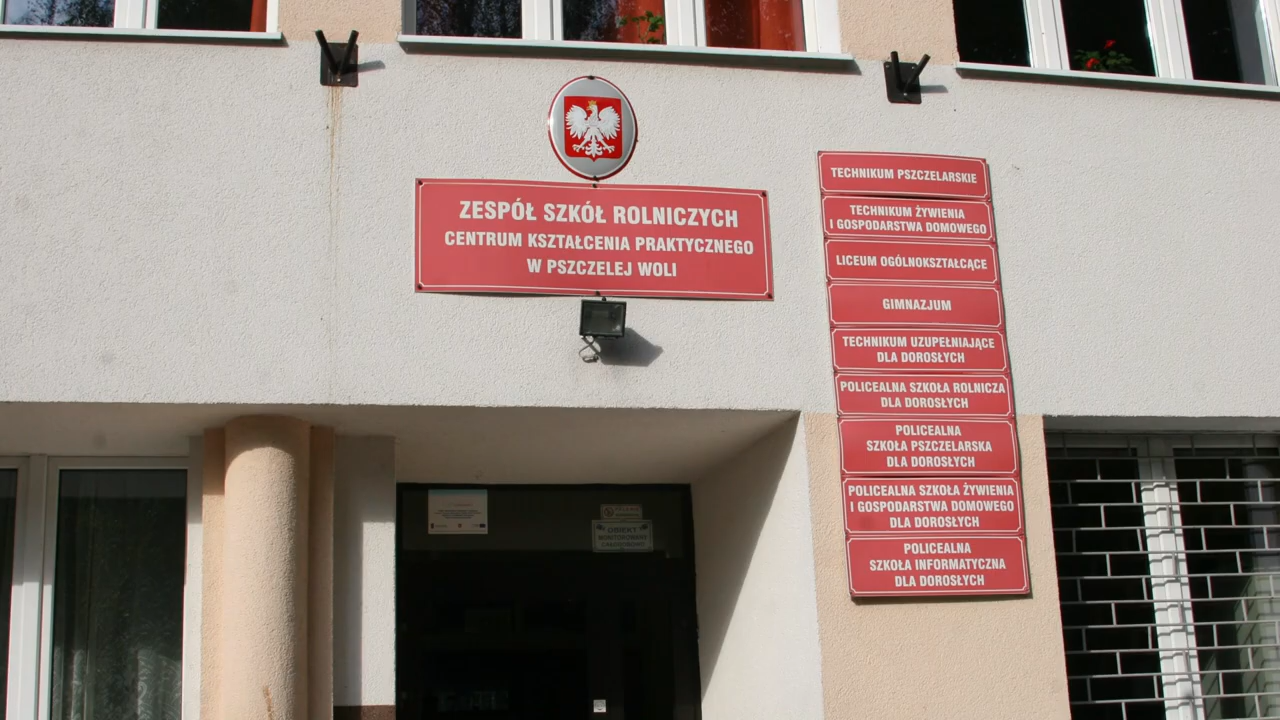 ZESPÓŁ SZKÓŁ ROLNICZYCH
CENTRUM KSZTAŁCENIA PRAKTYCZNEGO
W PSZCZELEJ WOLI
TECHNIKUM PSZCZELARSKIE
TECHNIKUM ŻYWIENIA
I GOSPODARSTWA DOMOWEGO
LICEUM OGÓLNOKSZTAŁCĄCE
GIMNAZJUM
TECHNIKUM UZUPEŁNIAJĄCE
DLA DOROSŁYCH
POLICEALNA SZKOŁA ROLNICZA
DLA DOROSŁYCH
POLICEALNA
SZKOŁA PSZCZELARSKA
DLA DOROSŁYCH
POLICEALNA SZKOŁA ŻYWIENIA
I GOSPODARSTWA DOMOWEGO
DLA DOROSŁYCH
POLICEALNA
SZKOŁA INFORMATYCZNA
DLA DOROSŁYCH
OBIEKT
MONITOROWANY